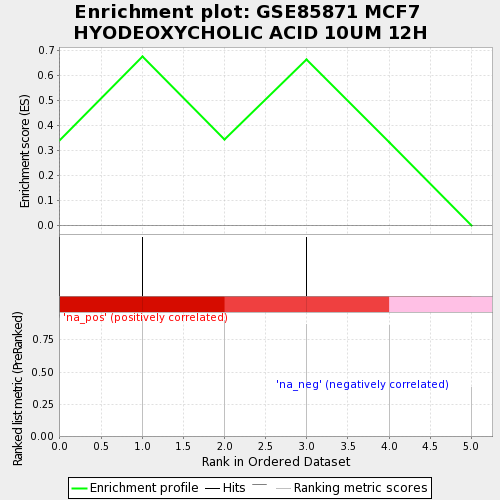 Enrichment plot: GSE85871 MCF7
HYODEOXYCHOLIC ACID 10UM 12H
Enrichment score (ES)
0.7
0.6
0.5
0.4
0.3
0.2
0.1
0.0
'na_pos' (positively correlated)
'na_neg' (negatively correlated)
Ranked list metric (PreRanked)
0.75
0.50
0.25
0.00
0.0 0.5 1.0 1.5 2.0 2.5 3.0 3.5 4.0 4.5 5.0
Rank in Ordered Dataset
Enrichment profile Hits Ranking metric scores